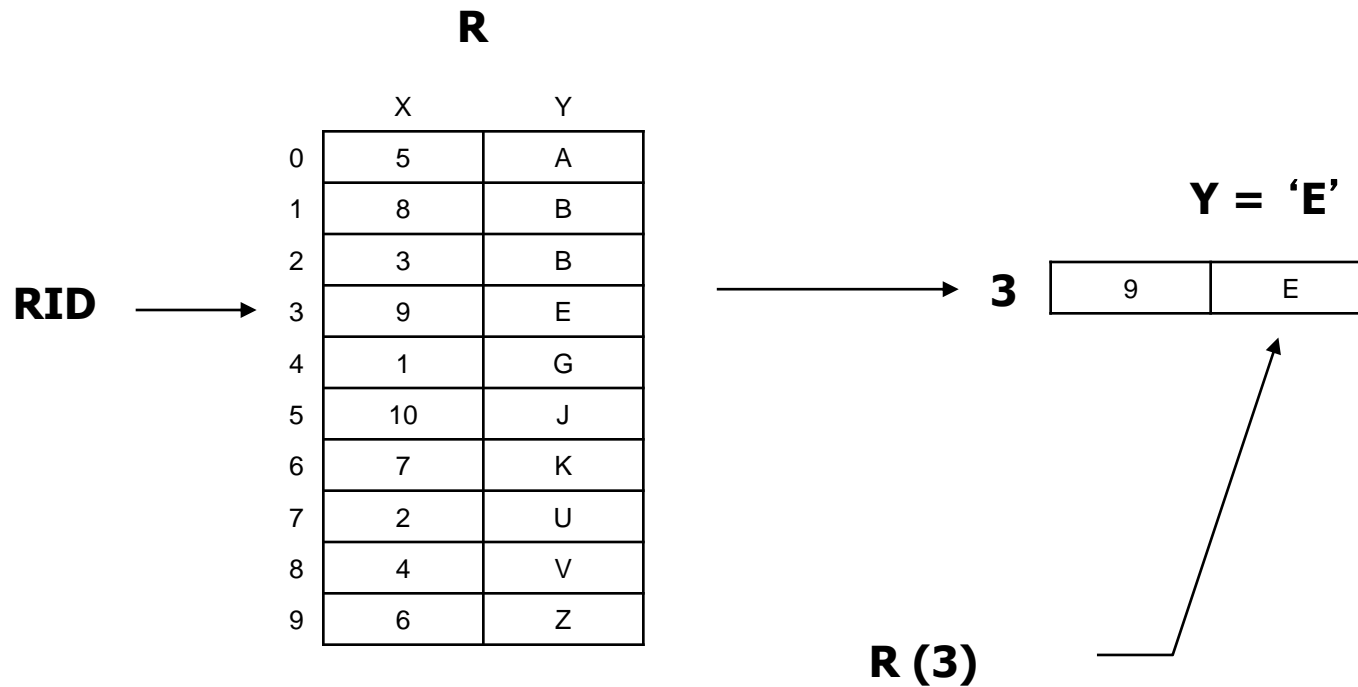 R
X Y
0 5 A
1 8 B
2 3 B
RID 3 9 E
4 1 G
5 10 J
6 7 K
7 2 U
8 4 V
9 6 Z
Y = ‘E’
3 9 E
R (3)